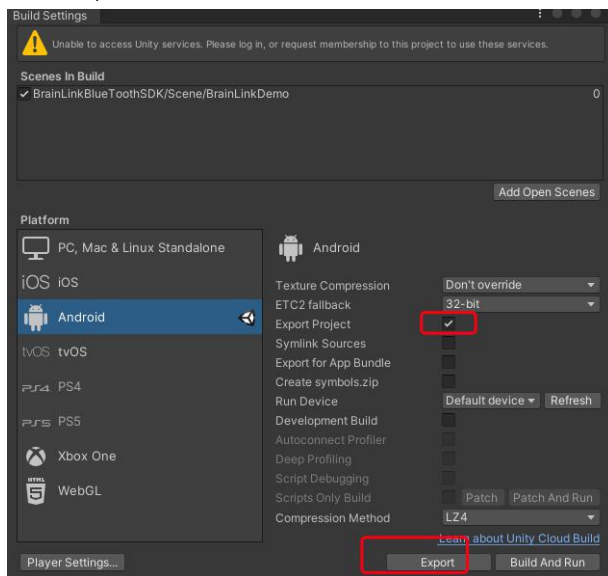 Build Settings
Unable to access Unity services. Please log in, or request membership to this project to use these services.
Scenes In Build
BrainLinkBlueToothSDK/Scene/BrainLinkDemo 0
Add Open Scenes
Platform
PC, Mac & Linux Standalone
iOS iOS
Android
tvOS tvOS
PS4 PS4
PS5 PS5
Xbox One
HTML 5 WebGL
Android
Texture Compression Don't override
ETC2 fallback 32-bit
Export Project
Symlink Sources
Export for App Bundle
Create symbols.zip
Run Device Default device Refresh
Development Build
Autoconnect Profiler
Deep Profiling
Script Debugging
Scripts Only Build Patch Patch And Run
Compression Method LZ4
Learn about Unity Cloud Build
Player Settings... Export Build And Run